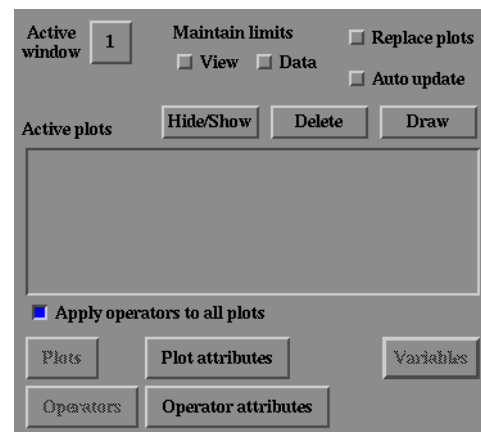 Active window 1 Maintain limits Replace plots
View Data
Auto update
Active plots Hide/Show Delete Draw
Apply operators to all plots
Plots Plot attributes Variables
Operators Operator attributes